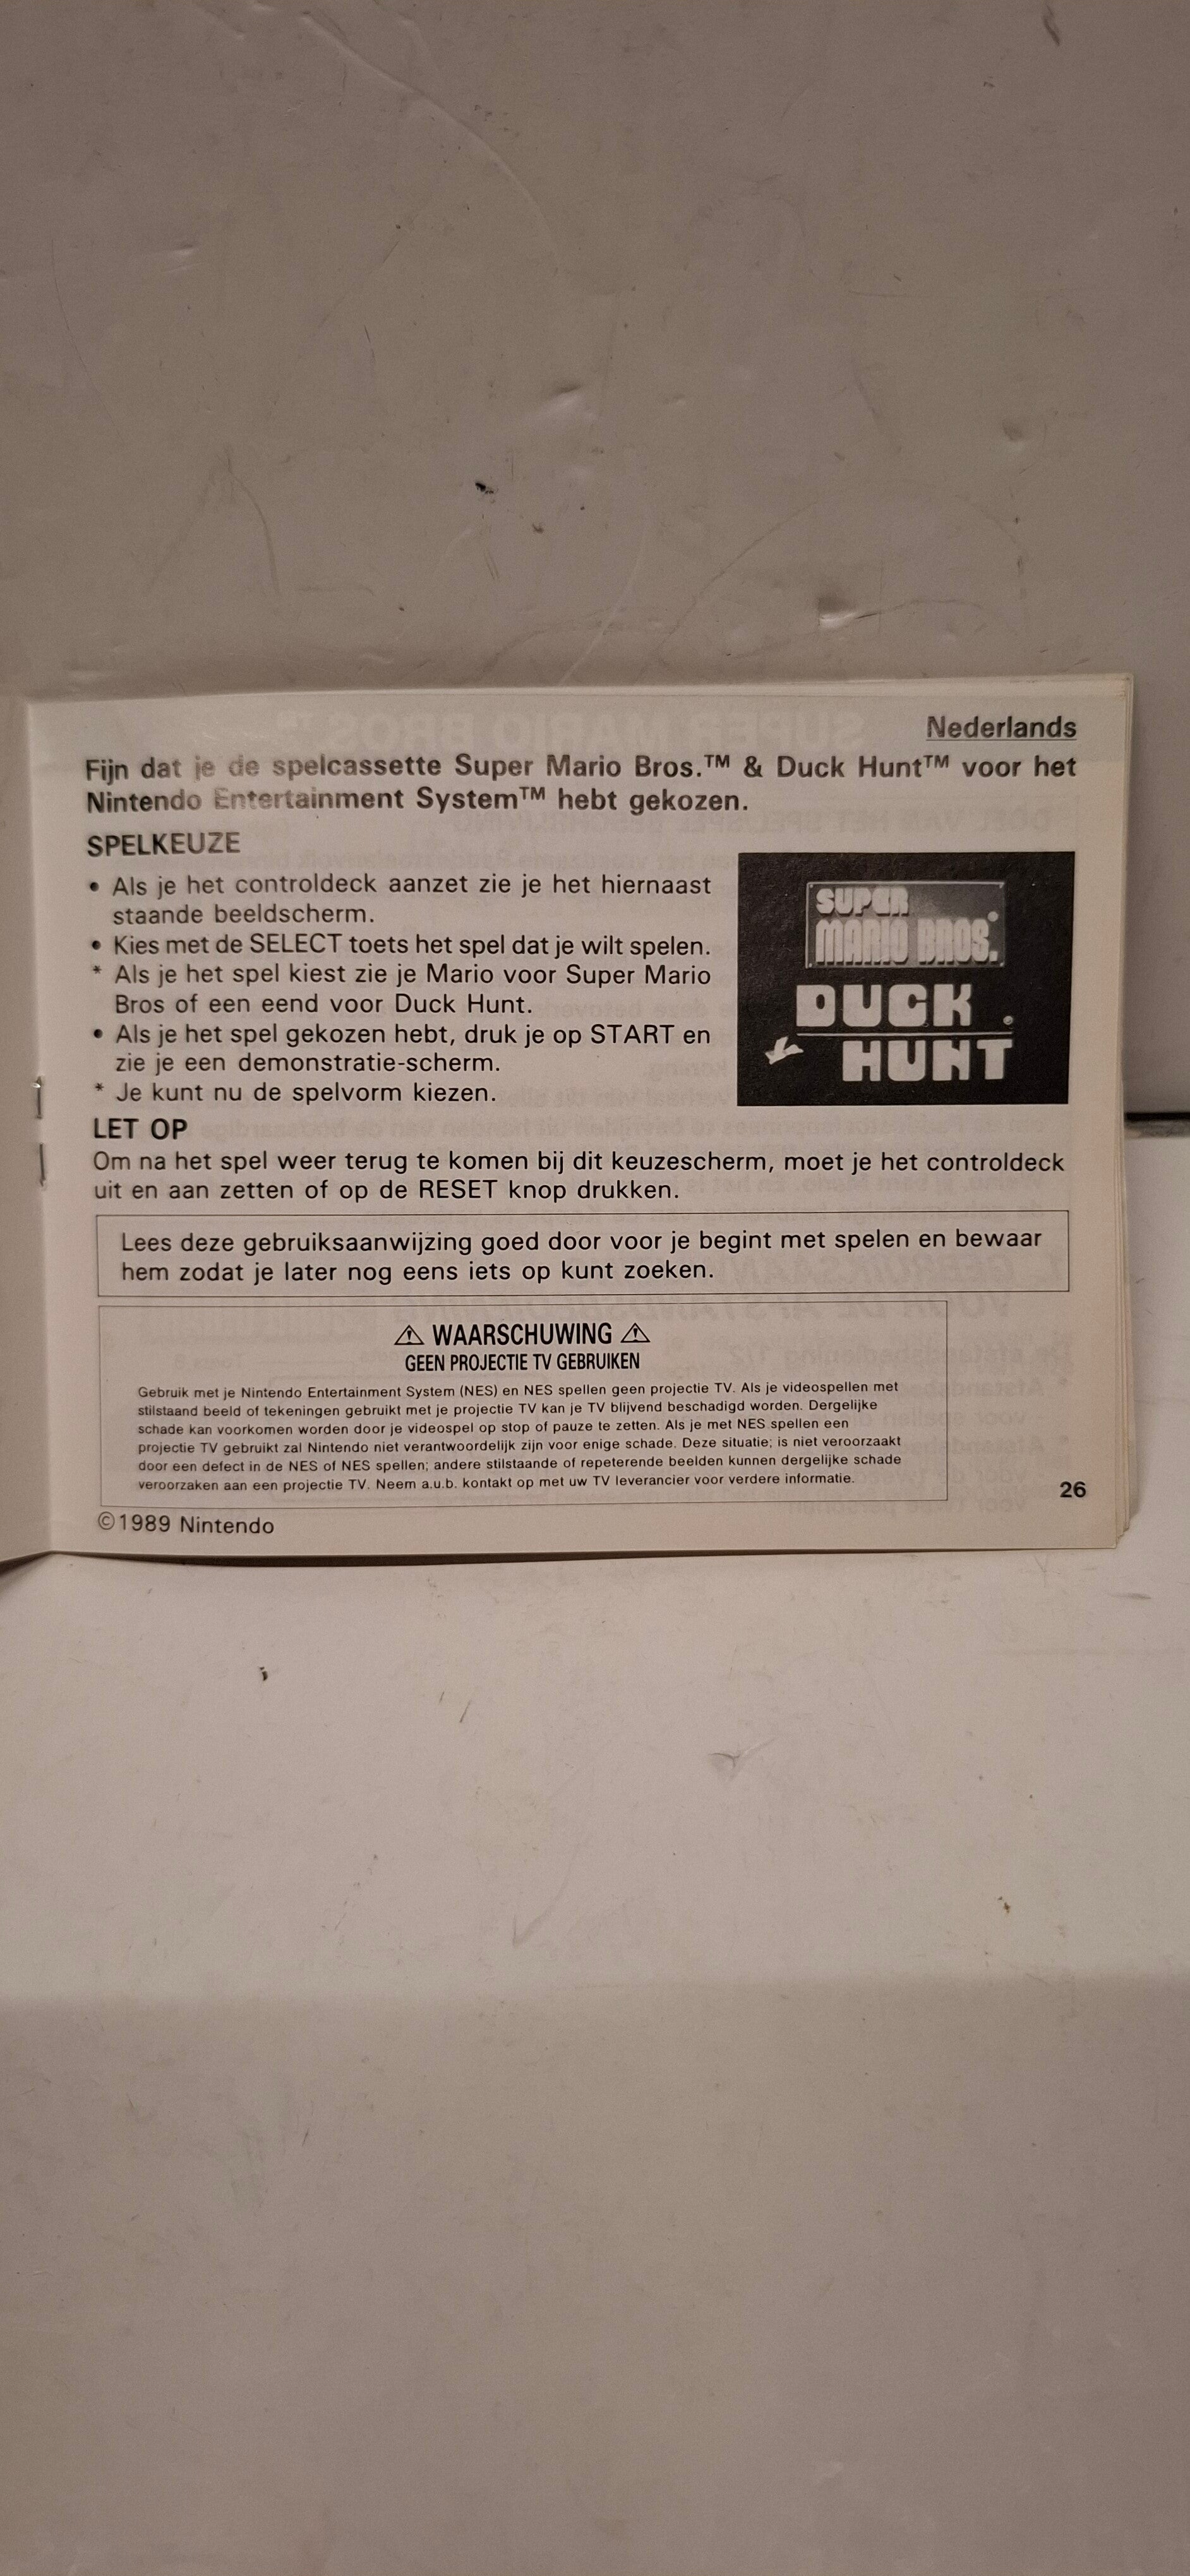 Nederlands
Fijn dat je de spelcassette Super Mario Bros.™ & Duck Hunt™ voor het
Nintendo Entertainment System™ hebt gekozen.
SPELKEUZE
• Als je het controldeck aanzet zie je het hiernaast
staande beeldscherm.
• Kies met de SELECT toets het spel dat je wilt spelen.
* Als je het spel kiest zie je Mario voor Super Mario
Bros of een eend voor Duck Hunt.
• Als je het spel gekozen hebt, druk je op START en
zie je een demonstratie-scherm.
* Je kunt nu de spelvorm kiezen.
SUPER
MARIO BROS.
DUCK
HUNT
LET OP
Om na het spel weer terug te komen bij dit keuzescherm, moet je het controldeck
uit en aan zetten of op de RESET knop drukken.
Lees deze gebruiksaanwijzing goed door voor je begint met spelen en bewaar
hem zodat je later nog eens iets op kunt zoeken.
⚠ WAARSCHUWING ⚠
GEEN PROJECTIE TV GEBRUIKEN
Gebruik met je Nintendo Entertainment System (NES) en NES spellen geen projectie TV. Als je videospellen met
stilstaand beeld of tekeningen gebruikt met je projectie TV kan je TV blijvend beschadigd worden. Dergelijke
schade kan voorkomen worden door je videospel op stop of pauze te zetten. Als je met NES spellen een
projectie TV gebruikt zal Nintendo niet verantwoordelijk zijn voor enige schade. Deze situatie; is niet veroorzaakt
door een defect in de NES of NES spellen; andere stilstaande of repeterende beelden kunnen dergelijke schade
veroorzaken aan een projectie TV. Neem a.u.b. kontakt op met uw TV leverancier voor verdere informatie.
26
©1989 Nintendo